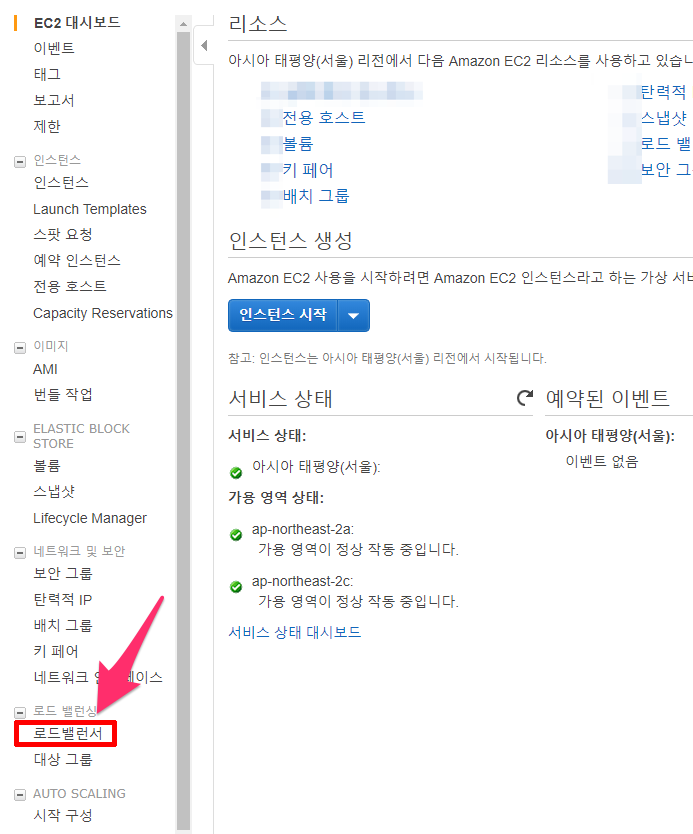 EC2 대시보드
이벤트
태그
보고서
제한
인스턴스
인스턴스
Launch Templates
스팟 요청
예약 인스턴스
전용 호스트
Capacity Reservations
이미지
AMI
번들 작업
ELASTIC BLOCK
STORE
볼륨
스냅샷
Lifecycle Manager
네트워크 및 보안
보안 그룹
탄력적 IP
배치 그룹
키 페어
네트워크
로드 밸런싱
로드밸런서
대상 그룹
AUTO SCALING
시작 구성
리소스
아시아 태평양(서울) 리전에서 다음 Amazon EC2 리소스를 사용하고 있습니
전용 호스트
볼륨
키 페어
배치 그룹
탄력적
스냅샷
로드 밸
보안 그
인스턴스 생성
Amazon EC2 사용을 시작하려면 Amazon EC2 인스턴스라고 하는 가상 서버
인스턴스 시작
참고: 인스턴스는 아시아 태평양(서울) 리전에서 시작됩니다.
서비스 상태
서비스 상태:
아시아 태평양(서울):
가용 영역 상태:
ap-northeast-2a:
가용 영역이 정상 작동 중입니다.
ap-northeast-2c:
가용 영역이 정상 작동 중입니다.
서비스 상태 대시보드
예약된 이벤트
아시아 태평양(서울):
이벤트 없음